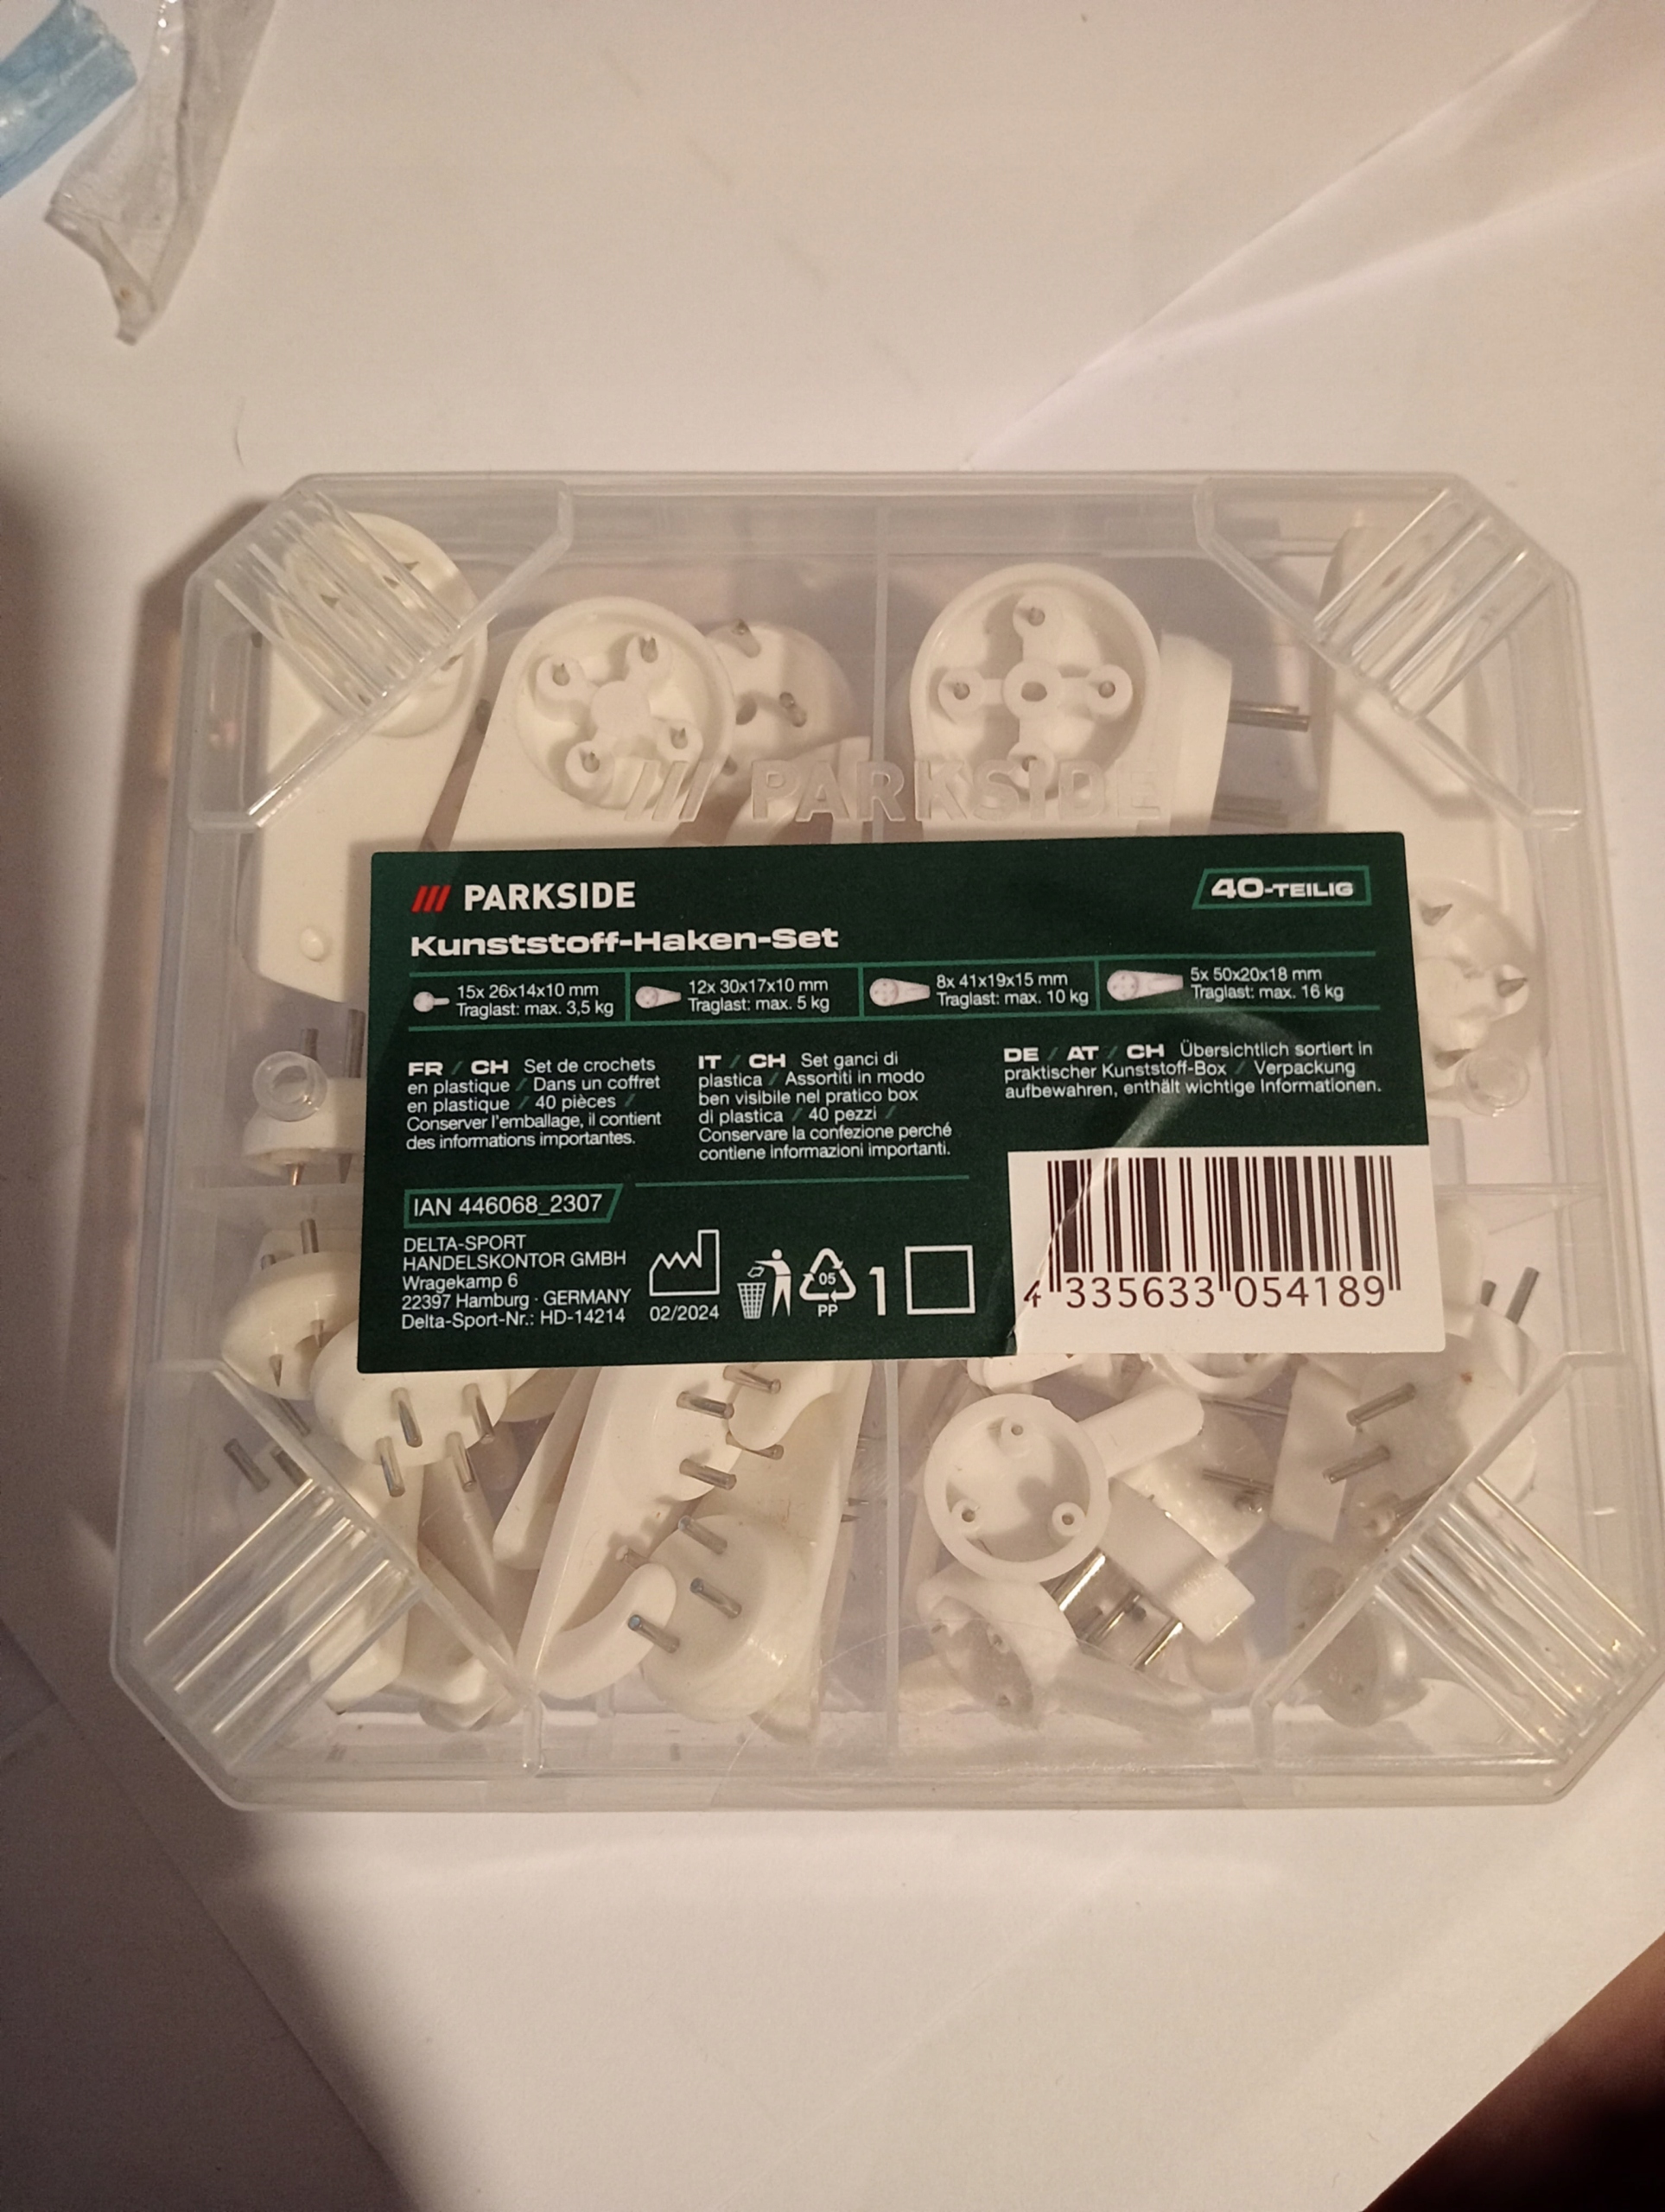 /// PARKSIDE
/// PARKSIDE
40-TEILIG
Kunststoff-Haken-Set
15x 26x14x10 mm
Traglast: max. 3,5 kg
12x 30x17x10 mm
Traglast: max. 5 kg
8x 41x19x15 mm
Traglast: max. 10 kg
5x 50x20x18 mm
Traglast: max. 16 kg
FR / CH Set de crochets
en plastique / Dans un coffret
en plastique / 40 pièces /
Conserver l'emballage, il contient
des informations importantes.
IT / CH Set ganci di
plastica / Assortiti in modo
ben visibile nel pratico box
di plastica / 40 pezzi /
Conservare la confezione perché
contiene informazioni importanti.
DE / AT / CH Übersichtlich sortiert in
praktischer Kunststoff-Box / Verpackung
aufbewahren, enthält wichtige Informationen.
IAN 446068_2307
DELTA-SPORT
HANDELSKONTOR GMBH
Wragekamp 6
22397 Hamburg · GERMANY
Delta-Sport-Nr.: HD-14214
02/2024
05
PP
1
4 335633 054189